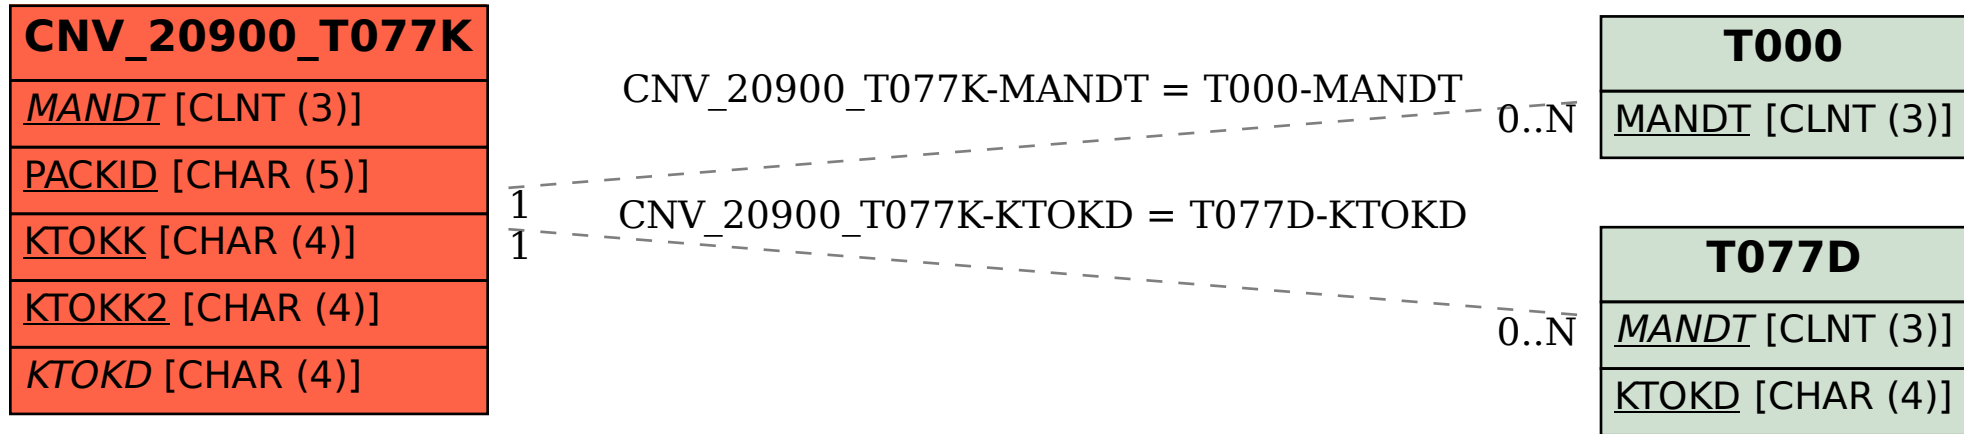 CNV_20900_T077K
MANDT [CLNT (3)]
PACKID [CHAR (5)]
KTOKK [CHAR (4)]
KTOKK2 [CHAR (4)]
KTOKD [CHAR (4)]
CNV_20900_T077K-MANDT = T000-MANDT
0..N
1
CNV_20900_T077K-KTOKD = T077D-KTOKD
1
0..N
T000
MANDT [CLNT (3)]
T077D
MANDT [CLNT (3)]
KTOKD [CHAR (4)]